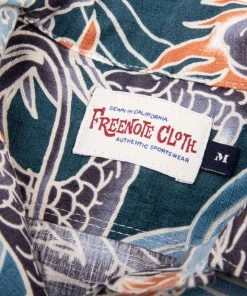 SEWN IN CALIFORNIA
FREENOTE CLOTH
AUTHENTIC SPORTSWEAR
M